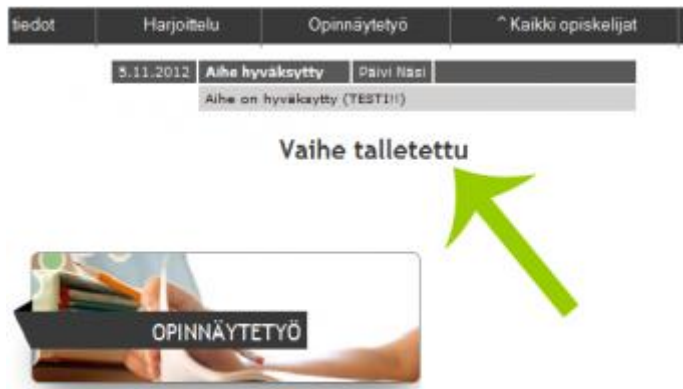 tiedot Harjoittelu Opinnäytetyö ^ Kaikki opiskelijat
5.11.2012 Aihe hyväksytty Päivi Näsi
Aihe on hyväksytty (TESTI!!)
Vaihe talletettu
OPINNÄYTETYÖ